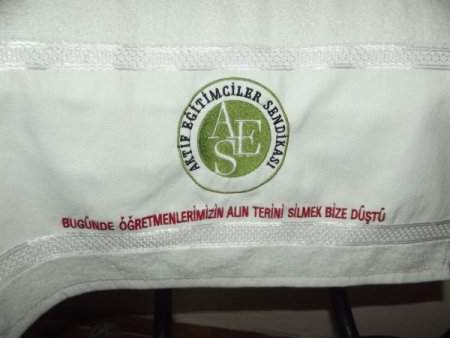 AKTİF EĞİTİMCİLER SENDİKASI
AES
BUGÜNDE ÖĞRETMENLERİMİZİN ALIN TERİNİ SİLMEK BİZE DÜŞTÜ